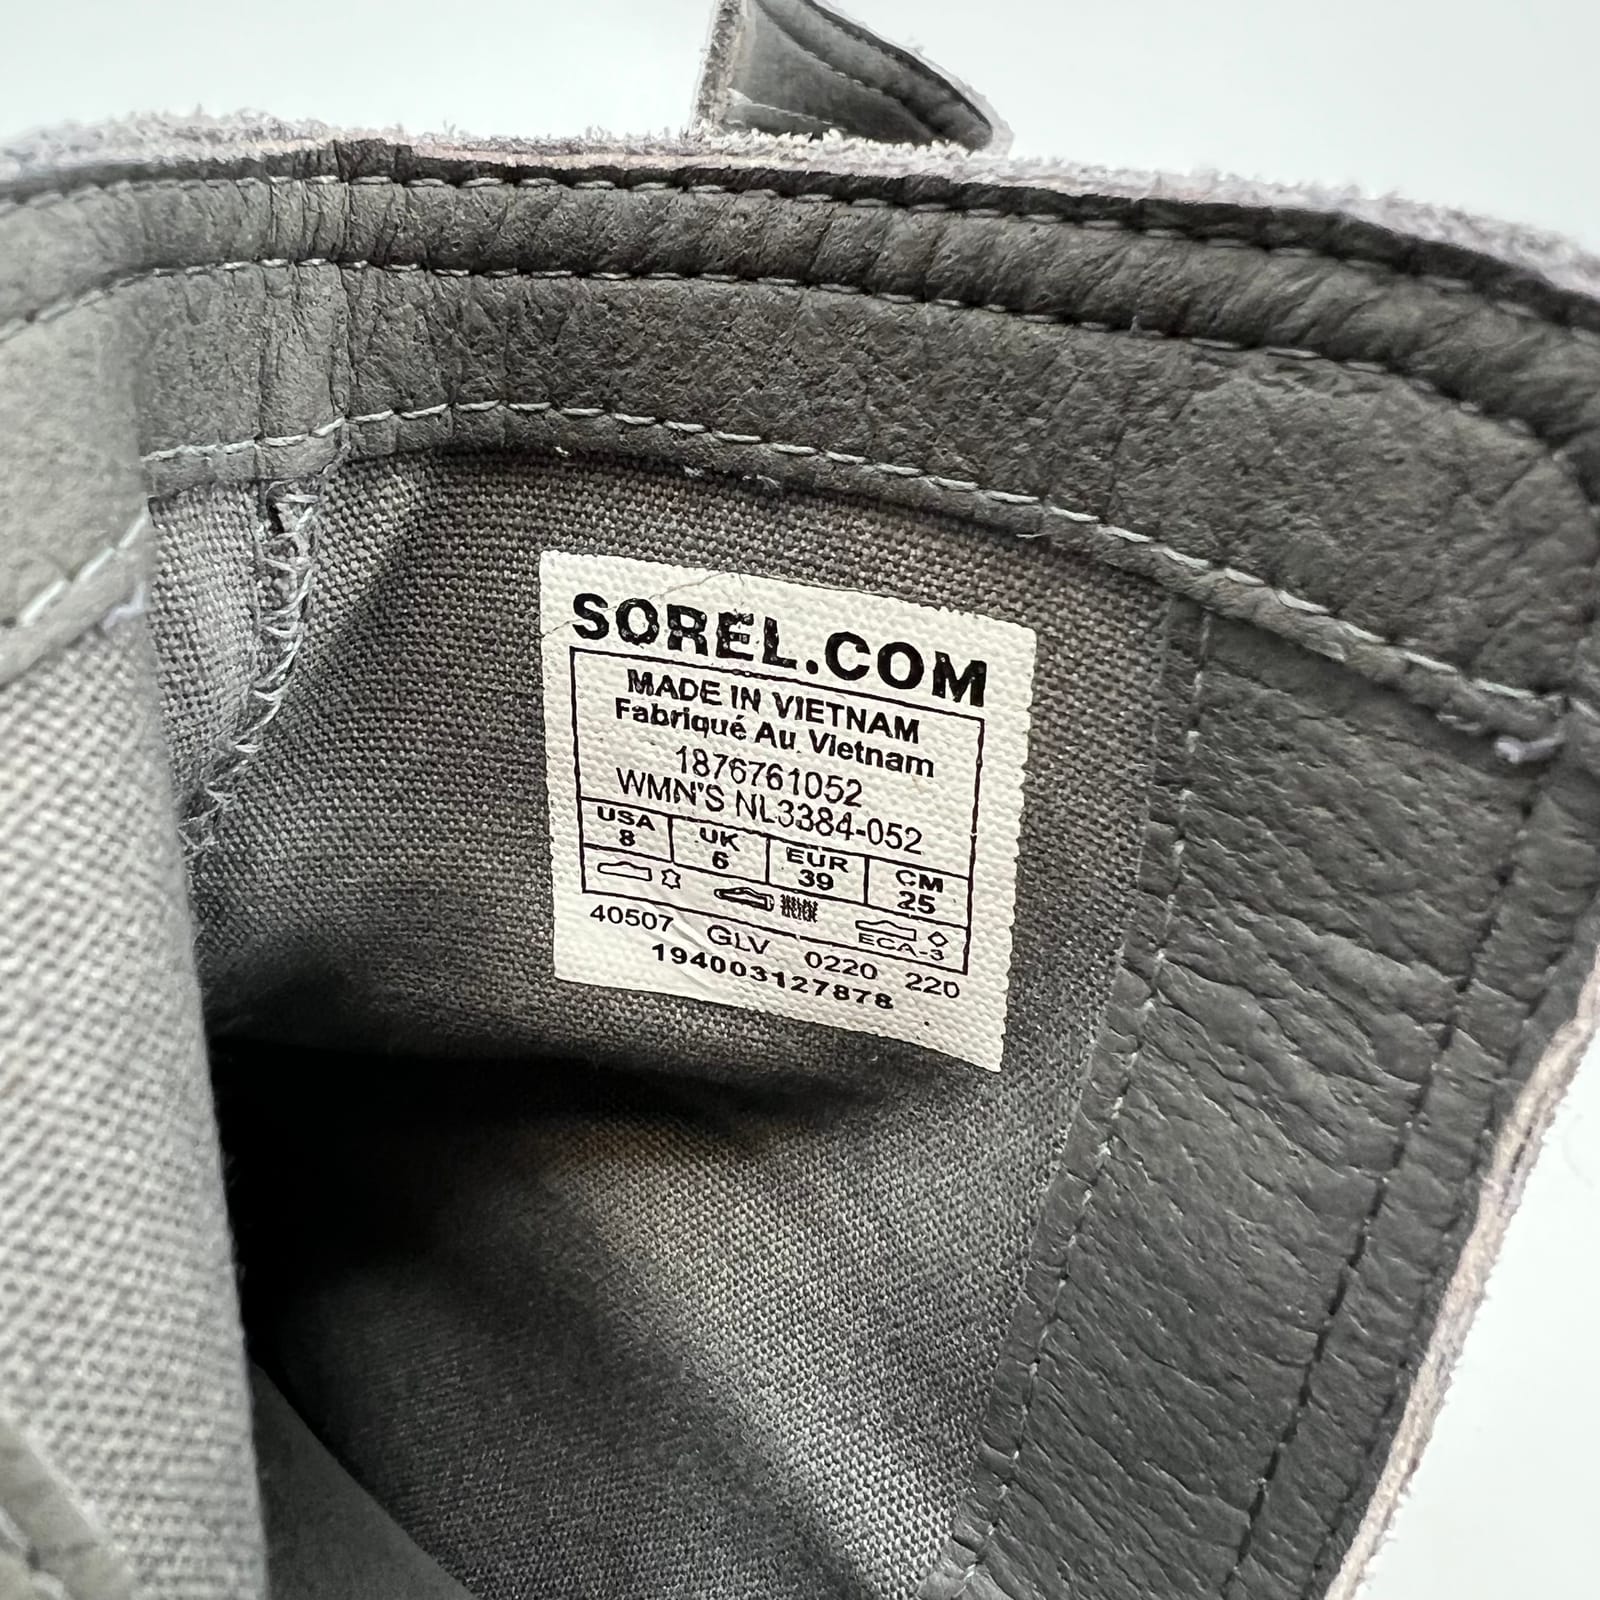 SOREL.COM
MADE IN VIETNAM
Fabriqué Au Vietnam
1876761052
WMN'S NL3384-052
USA UK EUR CM
8 6 39 25
ECA-3
40507 GLV 0220 220
194003127878